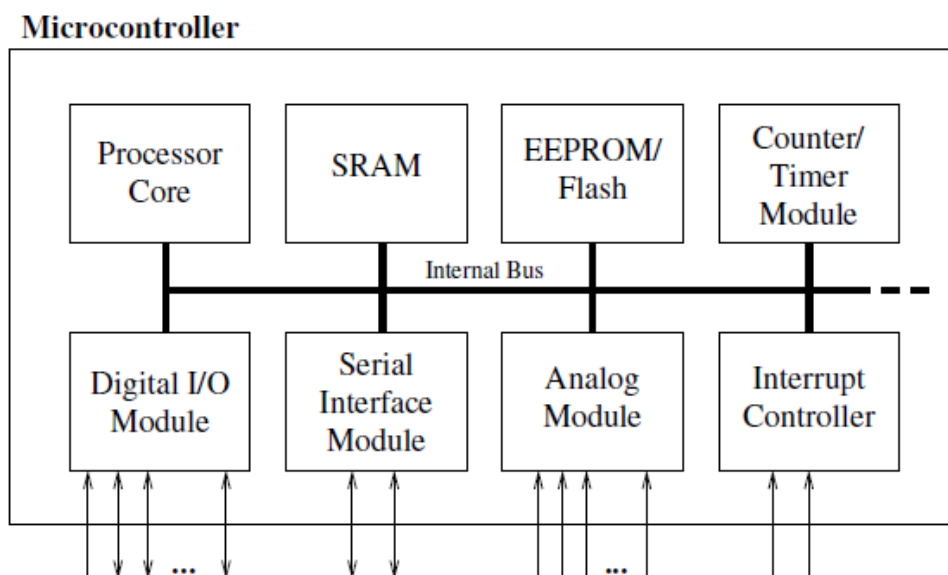 Microcontroller
Processor
Core
SRAM
EEPROM/
Flash
Counter/
Timer
Module
Internal Bus
Digital I/O
Module
Serial
Interface
Module
Analog
Module
Interrupt
Controller
...
...